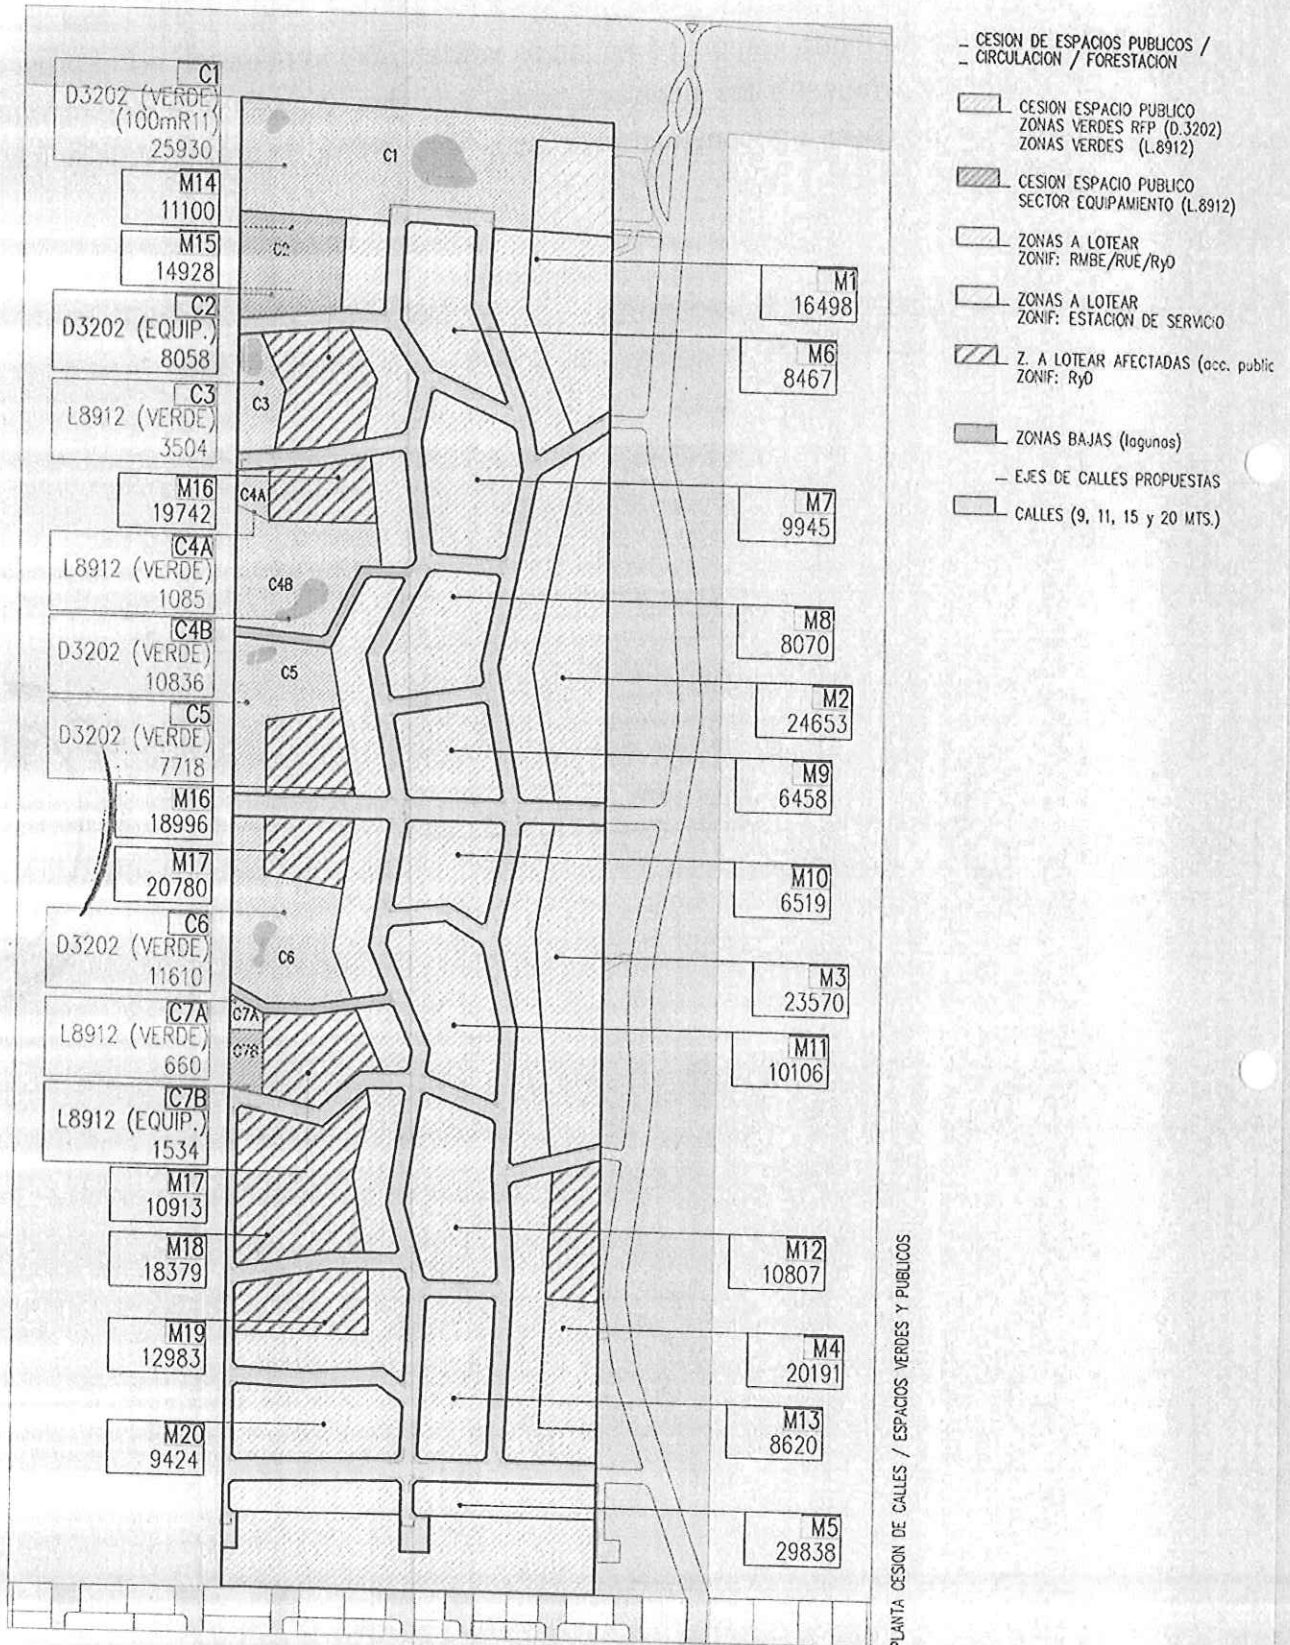 C1
D3202 (VERDE)
(100mR11)
25930
M14
11100
M15
14928
C2
D3202 (EQUIP.)
8058
C3
L8912 (VERDE)
3504
M16
19742
C4A
L8912 (VERDE)
1085
C4B
D3202 (VERDE)
10836
C5
D3202 (VERDE)
7718
M16
18996
M17
20780
C6
D3202 (VERDE)
11610
C7A
L8912 (VERDE)
660
C7B
L8912 (EQUIP.)
1534
M17
10913
M18
18379
M19
12983
M20
9424
C1
C2
C3
C4A
C4B
C5
C6
C7A
C7B
M1
16498
M6
8467
M7
9945
M8
8070
M2
24653
M9
6458
M10
6519
M3
23570
M11
10106
M12
10807
M4
20191
M13
8620
M5
29838
PLANTA CESION DE CALLES / ESPACIOS VERDES Y PUBLICOS
CESION DE ESPACIOS PUBLICOS /
CIRCULACION / FORESTACION
CESION ESPACIO PUBLICO
ZONAS VERDES RFP (D.3202)
ZONAS VERDES (L.8912)
CESION ESPACIO PUBLICO
SECTOR EQUIPAMIENTO (L.8912)
ZONAS A LOTEAR
ZONIF: RMBE/RUE/RyD
ZONAS A LOTEAR
ZONIF: ESTACION DE SERVICIO
Z. A LOTEAR AFECTADAS (acc. public
ZONIF: RyD
ZONAS BAJAS (lagunas)
EJES DE CALLES PROPUESTAS
CALLES (9, 11, 15 y 20 MTS.)